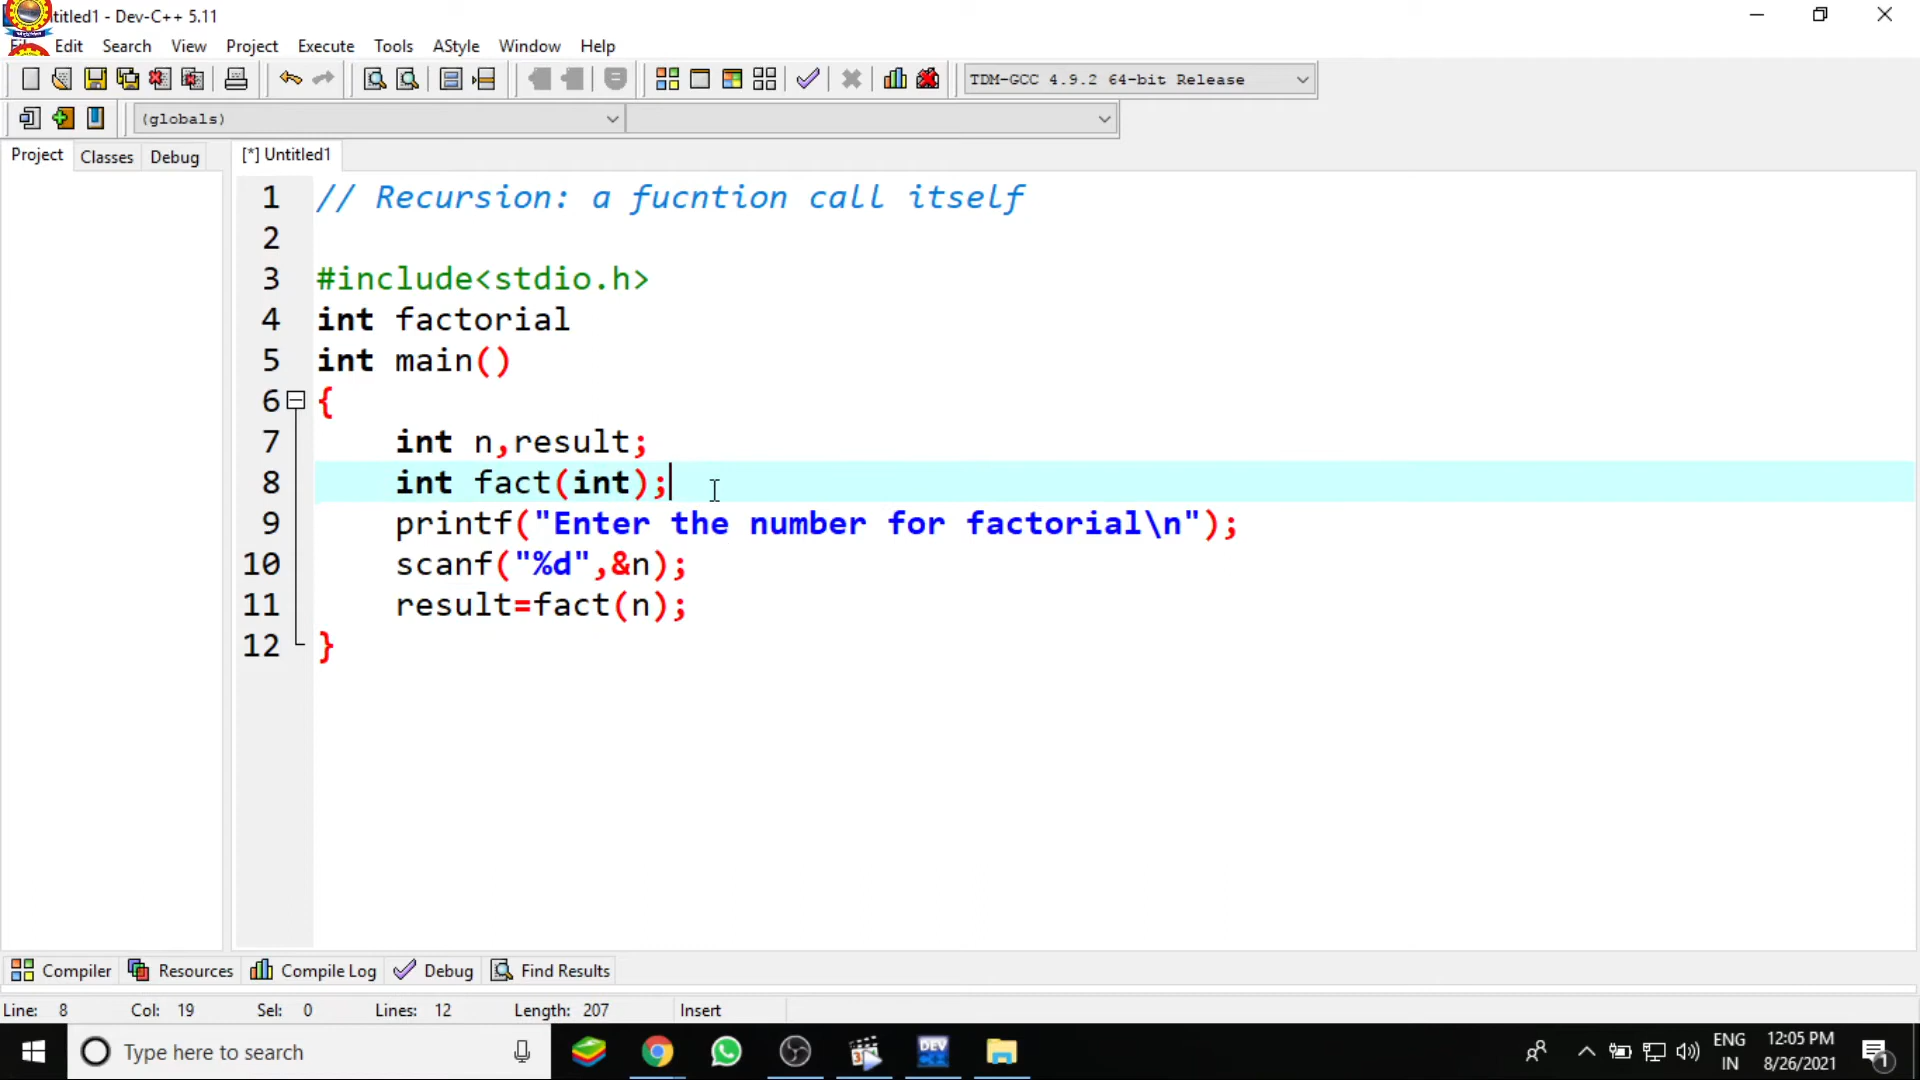 titled1 - Dev-C++ 5.11
Edit Search View Project Execute Tools AStyle Window Help
TDM-GCC 4.9.2 64-bit Release
(globals)
Project Classes Debug [*] Untitled1
1 // Recursion: a fucntion call itself
2
3 #include<stdio.h>
4 int factorial
5 int main()
6 {
7 int n,result;
8 int fact(int);
9 printf("Enter the number for factorial\n");
10 scanf("%d",&n);
11 result=fact(n);
12 }
Compiler Resources Compile Log Debug Find Results
Line: 8 Col: 19 Sel: 0 Lines: 12 Length: 207 Insert
Type here to search
DEV
ENG
IN
12:05 PM
8/26/2021
1